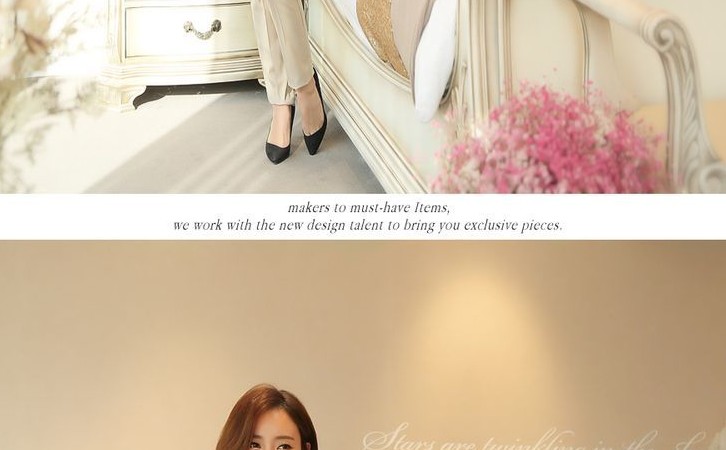 makers to must-have Items,
we work with the new design talent to bring you exclusive pieces.
Stars are twinkling in the